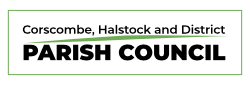 Corscombe, Halstock and District
PARISH COUNCIL